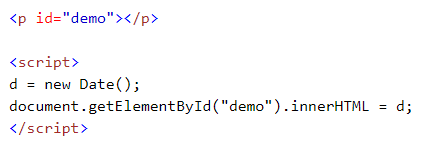 <p id="demo"></p>
<script>
d = new Date();
document.getElementById("demo").innerHTML = d;
</script>